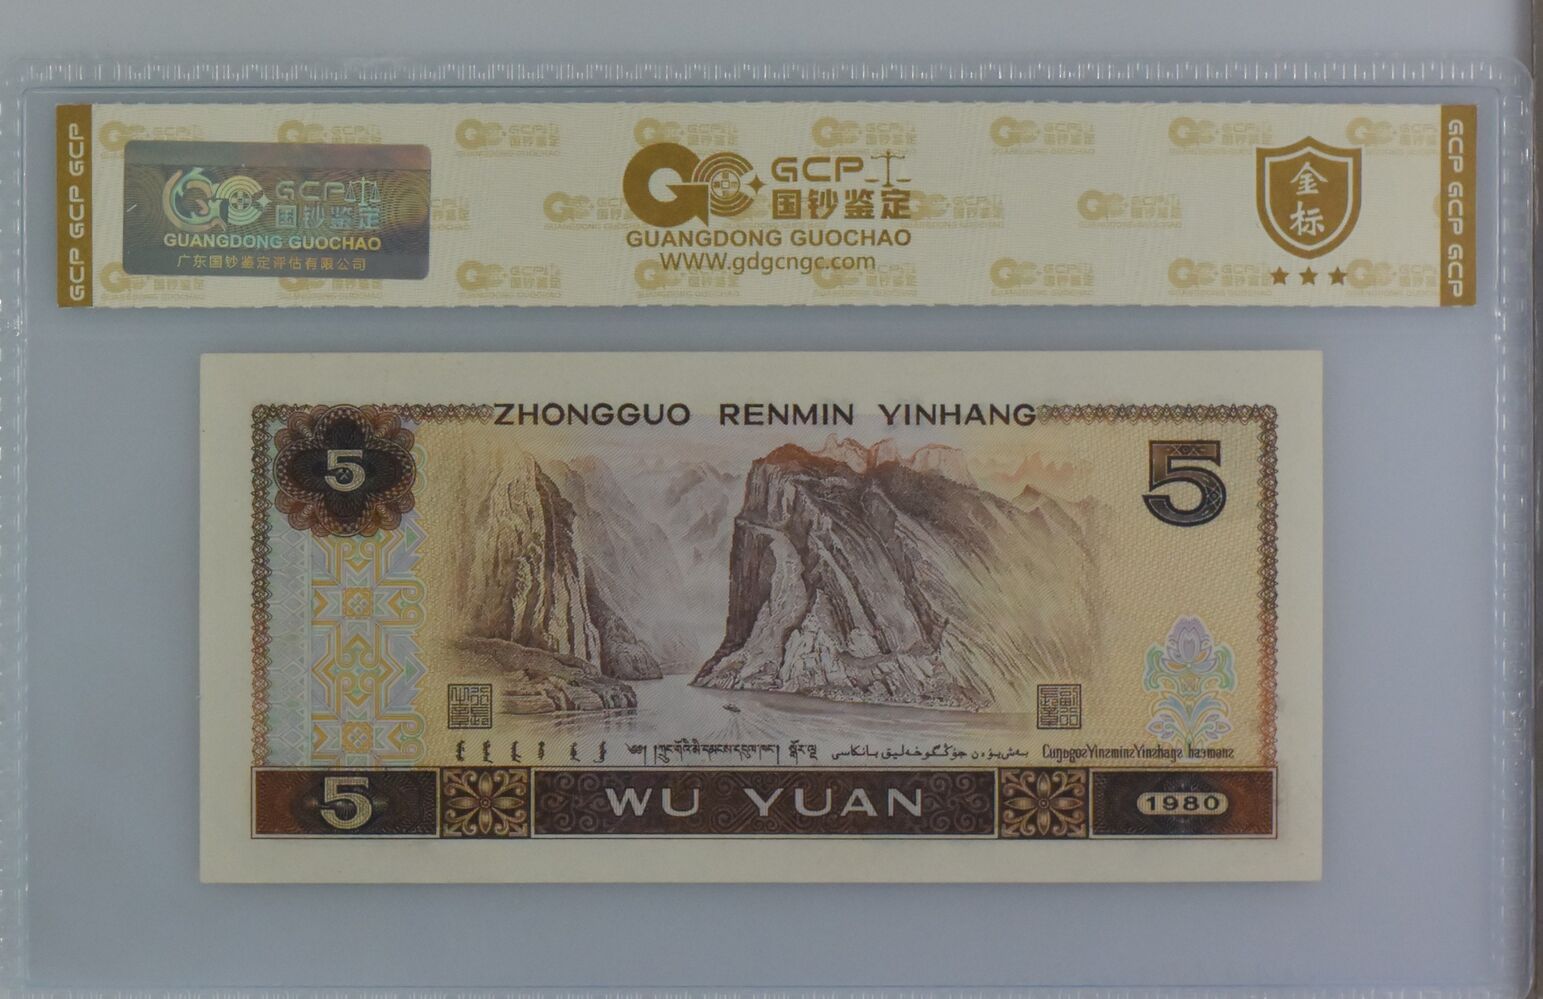 GCP GCP GCP
GCP
国钞鉴定
GUANGDONG GUOCHAO
广东国钞鉴定评估有限公司
GCP
国钞鉴定
GUANGDONG GUOCHAO
WWW.gdgcngc.com
金标
GCP GCP GCP
ZHONGGUO RENMIN YINHANG
5
5
5
WU YUAN
1980